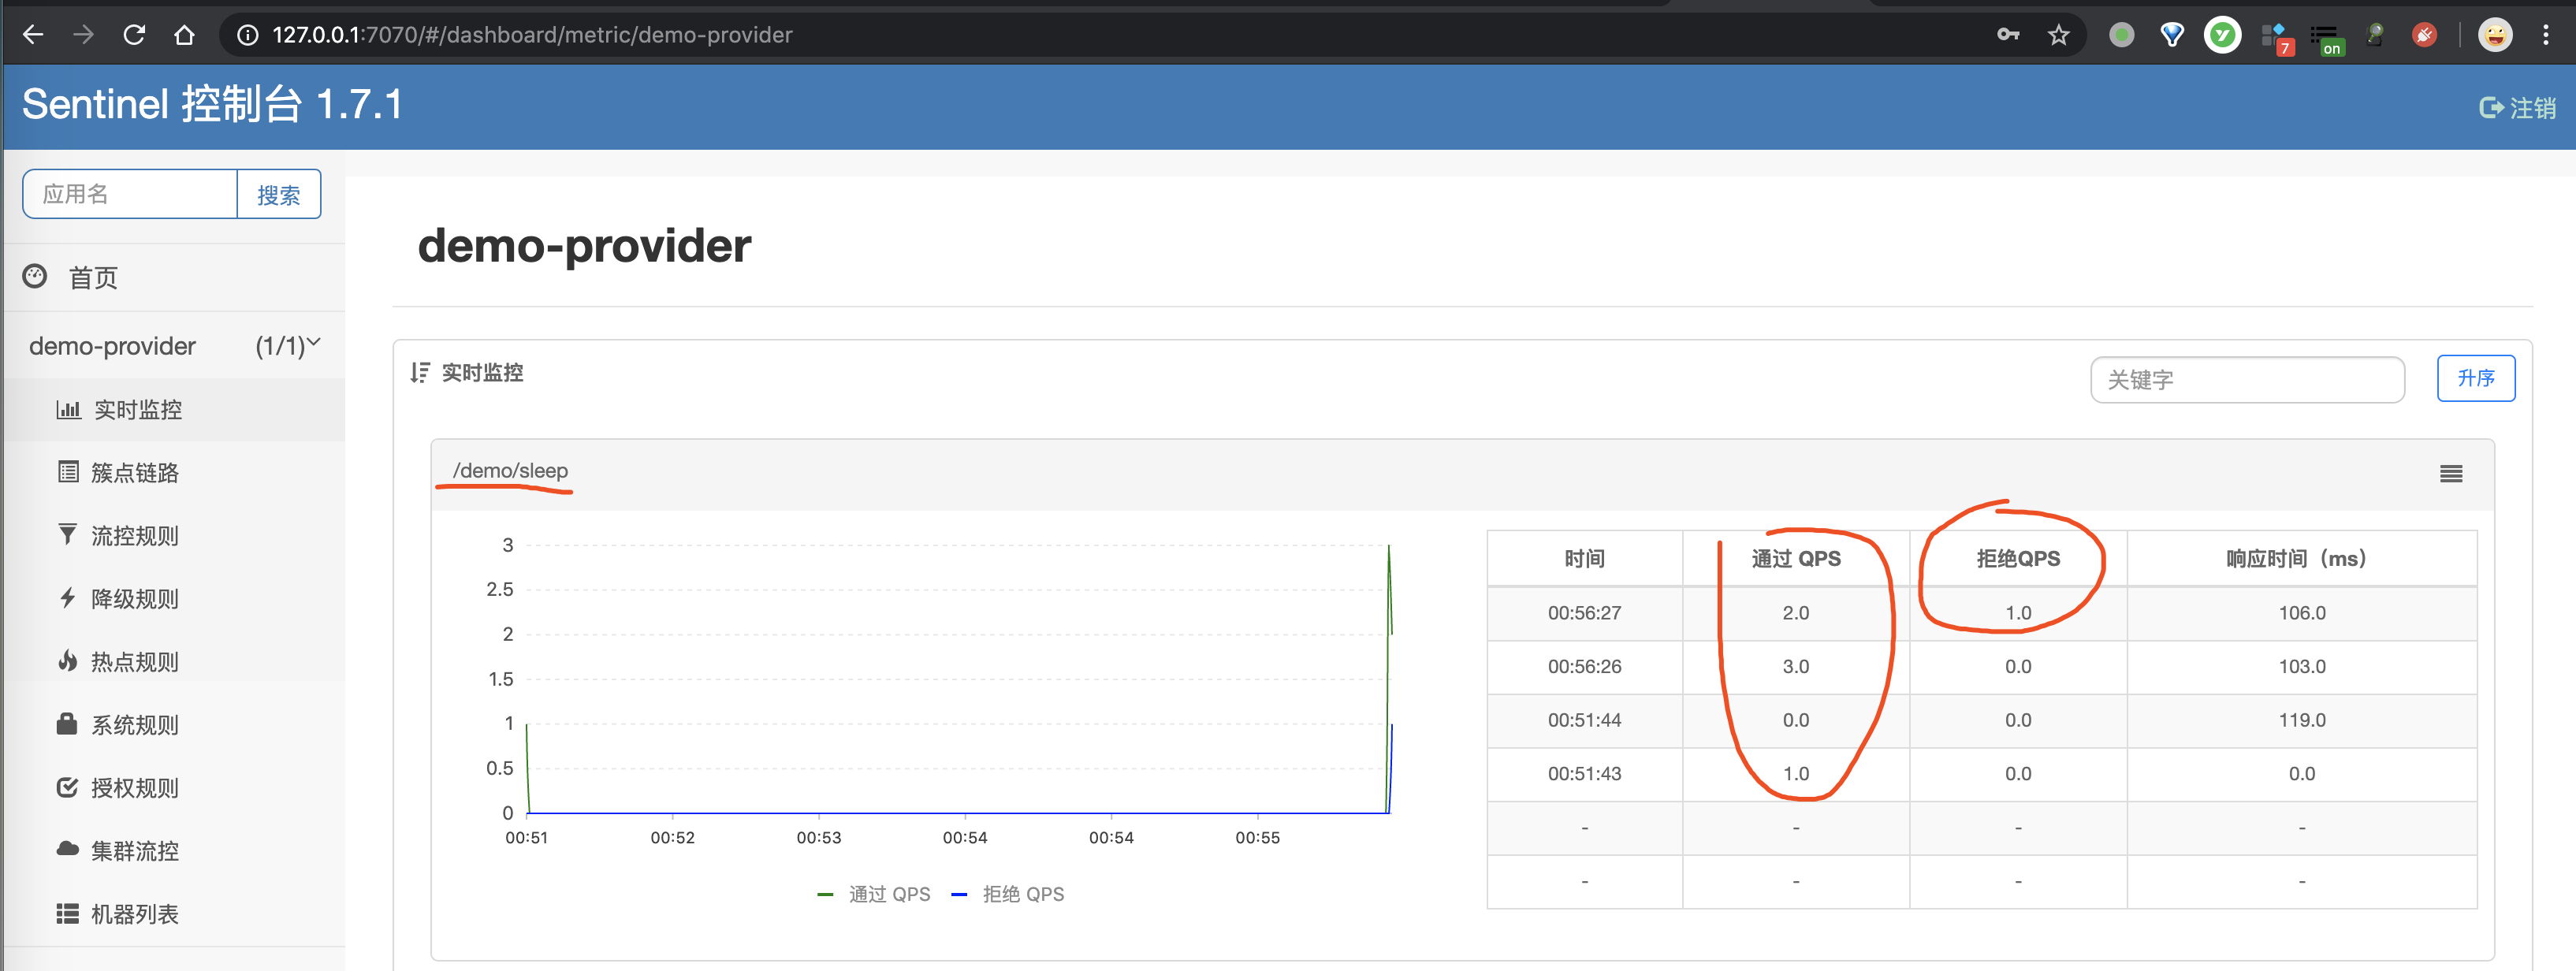 127.0.0.1:7070/#/dashboard/metric/demo-provider
7
on
Sentinel 控制台 1.7.1
注销
应用名
搜索
首页
demo-provider (1/1)
实时监控
簇点链路
流控规则
降级规则
热点规则
系统规则
授权规则
集群流控
机器列表
demo-provider
实时监控
关键字
升序
/demo/sleep
3
2.5
2
1.5
1
0.5
0
00:51 00:52 00:53 00:54 00:54 00:55
通过 QPS 拒绝 QPS
时间 通过 QPS 拒绝QPS 响应时间（ms）
00:56:27 2.0 1.0 106.0
00:56:26 3.0 0.0 103.0
00:51:44 0.0 0.0 119.0
00:51:43 1.0 0.0 0.0
- - - -
- - - -